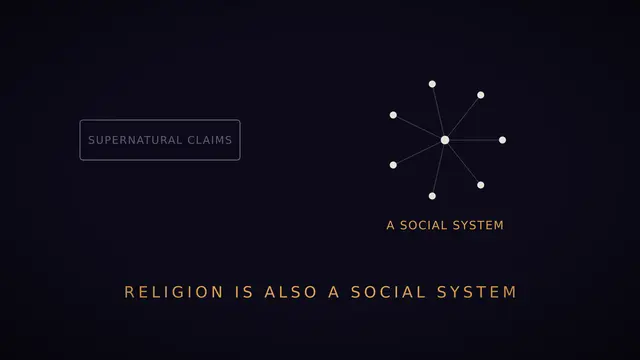 SUPERNATURAL CLAIMS
A SOCIAL SYSTEM
RELIGION IS ALSO A SOCIAL SYSTEM